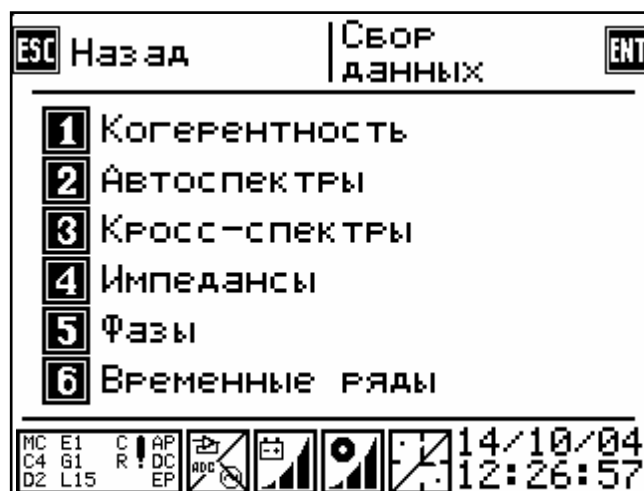 ESC Назад Сбор ENT
данных
1 Когерентность
2 Автоспектры
3 Кросс-спектры
4 Импедансы
5 Фазы
6 Временные ряды
MC E1 C ! AP 14/10/04
C4 G1 R DC ADC 12:26:57
D2 L15 EP